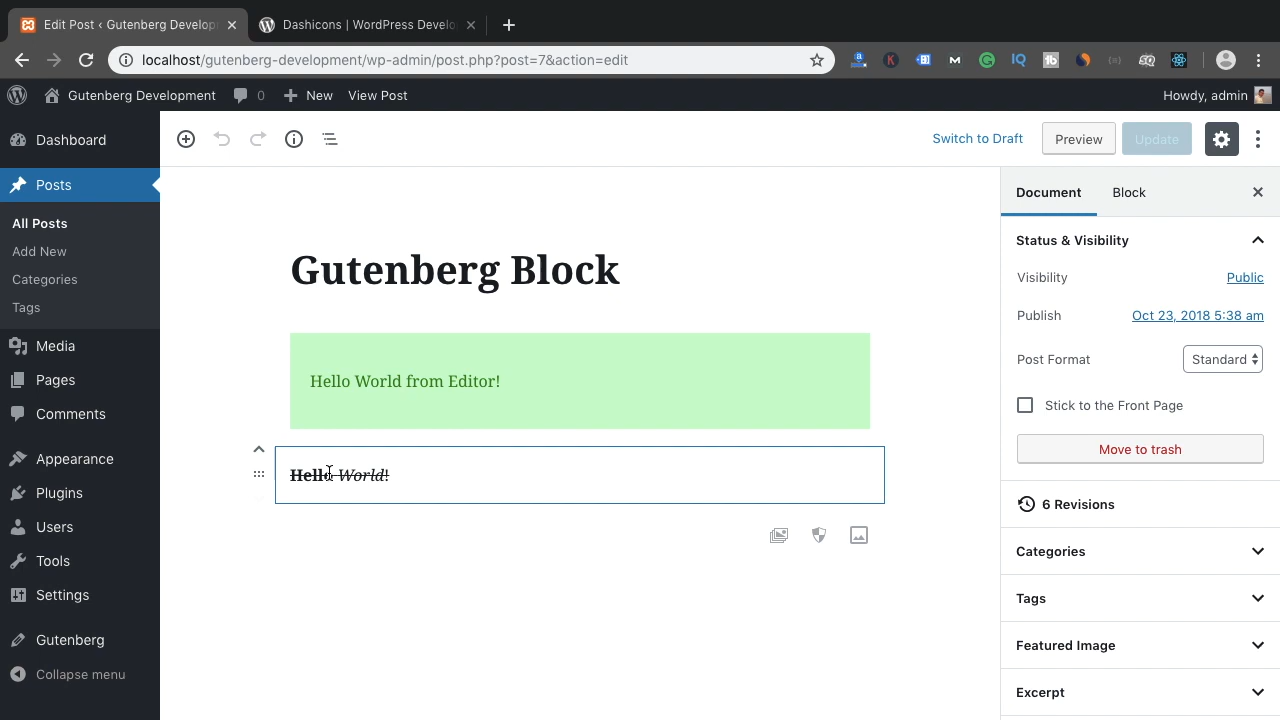 Edit Post ‹ Gutenberg Develop
Dashicons | WordPress Develo
localhost/gutenberg-development/wp-admin/post.php?post=7&action=edit
Gutenberg Development
0
New
View Post
Howdy, admin
Dashboard
Posts
All Posts
Add New
Categories
Tags
Media
Pages
Comments
Appearance
Plugins
Users
Tools
Settings
Gutenberg
Collapse menu
Switch to Draft
Preview
Update
Gutenberg Block
Hello World from Editor!
Hello World!
Document
Block
Status & Visibility
Visibility
Public
Publish
Oct 23, 2018 5:38 am
Post Format
Standard
Stick to the Front Page
Move to trash
6 Revisions
Categories
Tags
Featured Image
Excerpt